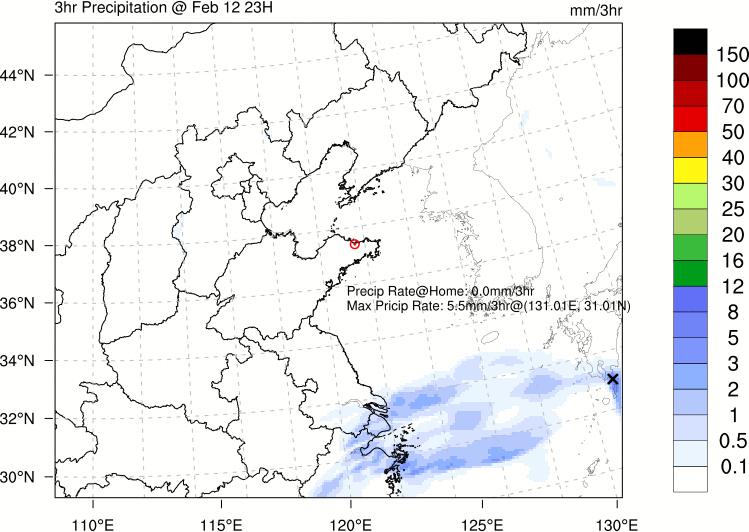 3hr Precipitation @ Feb 12 23H
mm/3hr
44°N
42°N
40°N
38°N
36°N
34°N
32°N
30°N
Precip Rate@Home: 0.0mm/3hr
Max Pricip Rate: 5.5mm/3hr@(131.01E, 31.01N)
110°E 115°E 120°E 125°E 130°E
150
100
70
50
40
30
25
20
16
12
8
5
3
2
1
0.5
0.1